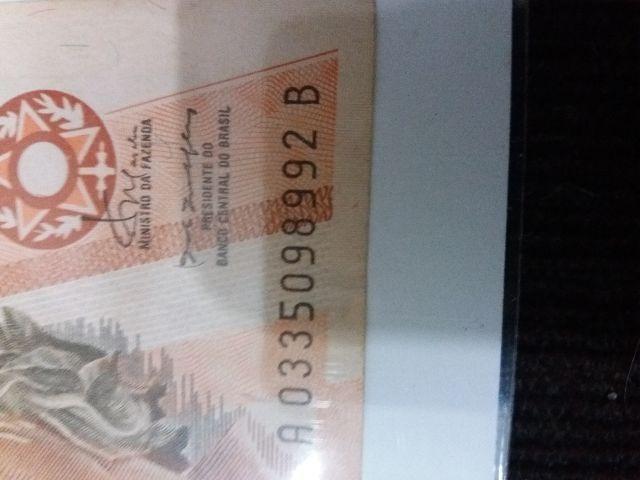 MINISTRO DA FAZENDA
PRESIDENTE DO
BANCO CENTRAL DO BRASIL
A 0335098992 B